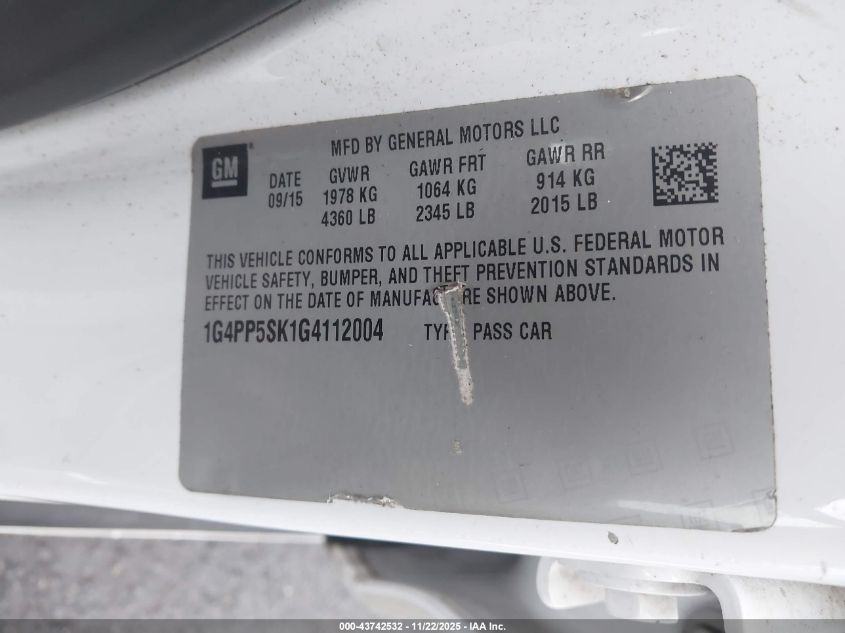 MFD BY GENERAL MOTORS LLC
GM
DATE GVWR GAWR FRT GAWR RR
09/15 1978 KG 1064 KG 914 KG
4360 LB 2345 LB 2015 LB
THIS VEHICLE CONFORMS TO ALL APPLICABLE U.S. FEDERAL MOTOR
VEHICLE SAFETY, BUMPER, AND THEFT PREVENTION STANDARDS IN
EFFECT ON THE DATE OF SHOWN ABOVE.
1G4PP5SK1G4112004 PASS CAR
000-43742532 - 11/22/2025 - IAA Inc.